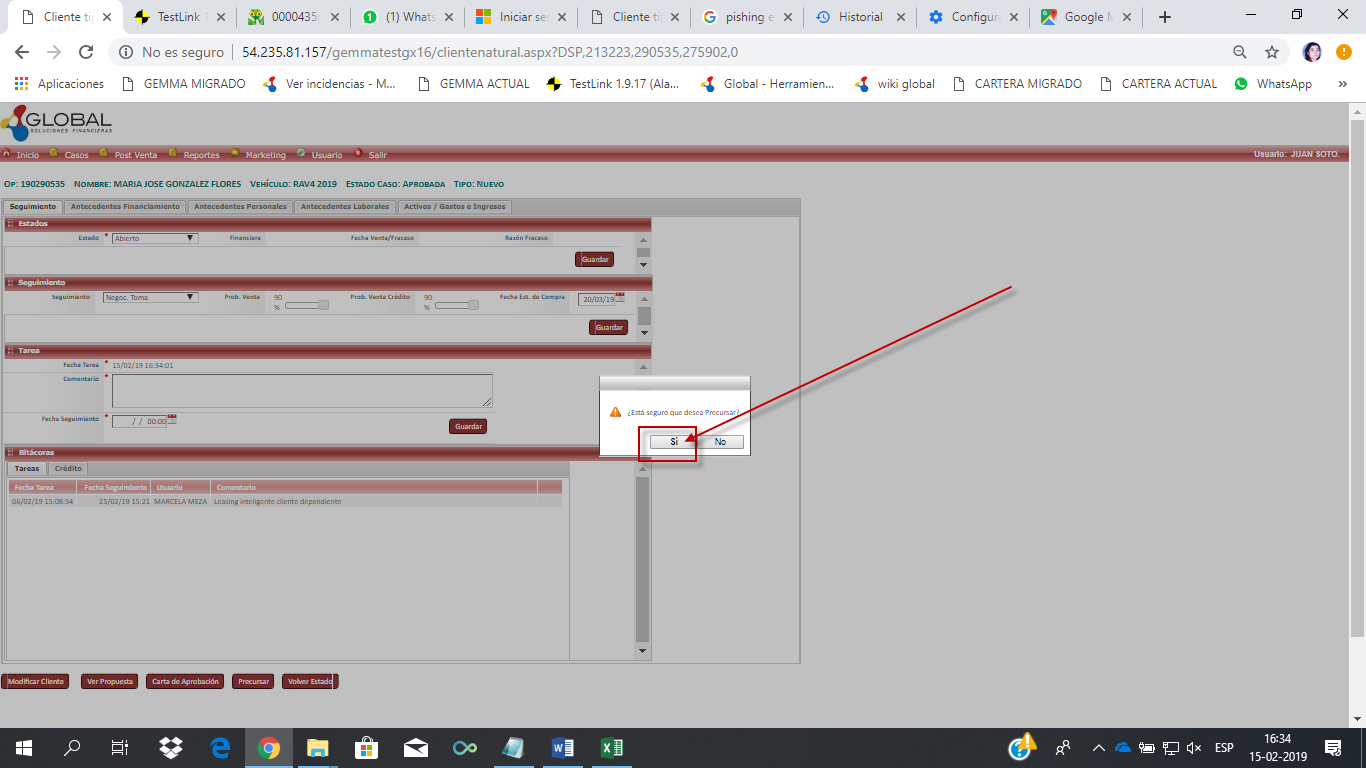 Cliente ti
TestLink 1
0000435:
(1) Whats
Iniciar se
Cliente ti
pishing e
Historial
Configura
Google M
No es seguro
54.235.81.157/gemmatestgx16/clientenatural.aspx?DSP,213223,290535,275902,0
Aplicaciones
GEMMA MIGRADO
Ver incidencias - M...
GEMMA ACTUAL
TestLink 1.9.17 (Ala...
Global - Herramien...
wiki global
CARTERA MIGRADO
CARTERA ACTUAL
WhatsApp
»
GLOBAL
SOLUCIONES FINANCIERAS
Inicio Casos Post Venta Reportes Marketing Usuario Salir
Usuario: JUAN SOTO.
Op: 190290535 Nombre: MARIA JOSE GONZALEZ FLORES Vehículo: RAV4 2019 Estado Caso: Aprobada Tipo: Nuevo
Seguimiento Antecedentes Financiamiento Antecedentes Personales Antecedentes Laborales Activos / Gastos e Ingresos
Estados
Estado * Abierto Financiera Fecha Venta/Fracaso Razón Fracaso
Guardar
Seguimiento
Seguimiento Negoc. Toma Prob. Venta 90 % Prob. Venta Crédito 90 % Fecha Est. de Compra 20/03/19
Guardar
Tarea
Fecha Tarea * 15/02/19 16:34:01
Comentario *
Fecha Seguimiento * / / 00:00
Guardar
¿Está seguro que desea Precursar?
Sí No
Bitácoras
Tareas Crédito
Fecha Tarea Fecha Seguimiento Usuario Comentario
06/02/19 15:08:54 25/02/19 15:21 MARCELA MEZA Leasing inteligente cliente dependiente
Modificar Cliente Ver Propuesta Carta de Aprobación Precursar Volver Estado
ESP
16:34
15-02-2019